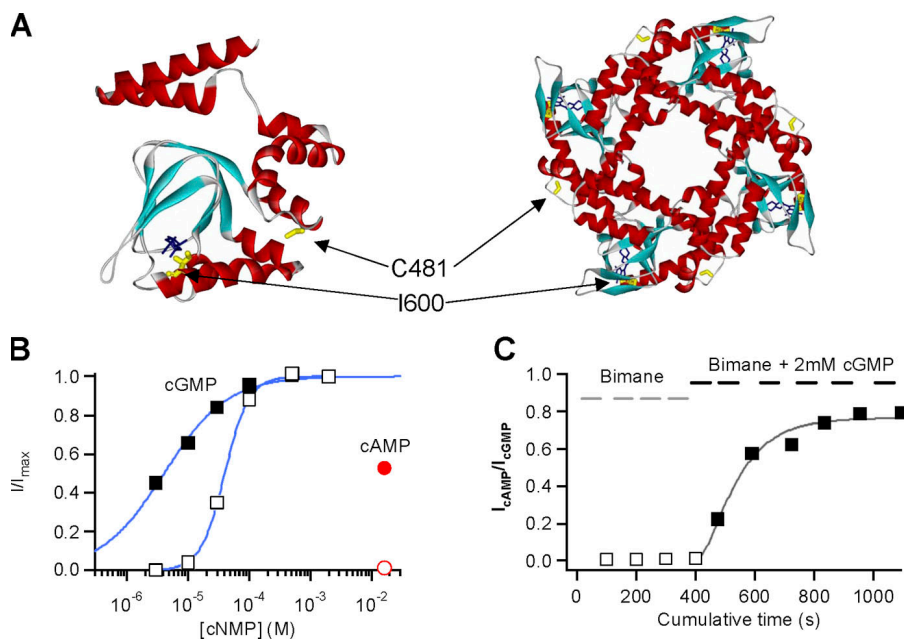 A
C481
I600
B
1.0
0.8
0.6
0.4
0.2
0.0
I/Imax
cGMP
cAMP
10-6 10-5 10-4 10-3 10-2
[cNMP] (M)
C
Bimane
Bimane + 2mM cGMP
1.0
0.8
0.6
0.4
0.2
0.0
IcAMP/IcGMP
0 200 400 600 800 1000
Cumulative time (s)